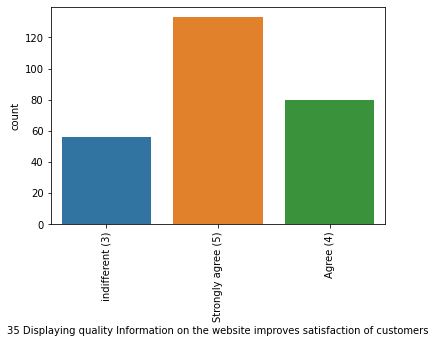 120
100
80
60
40
20
0
count
indifferent (3)
Strongly agree (5)
Agree (4)
35 Displaying quality Information on the website improves satisfaction of customers